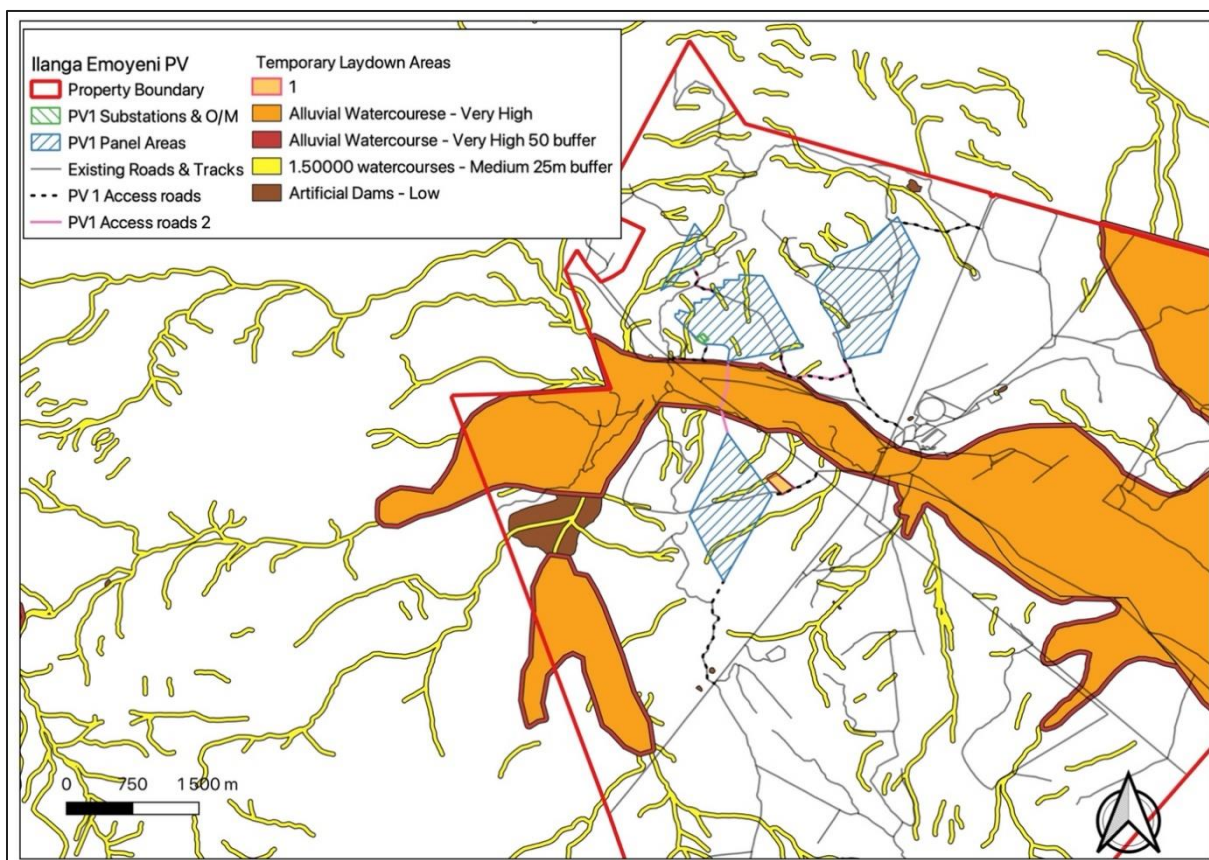 Ilanga Emoyeni PV
Property Boundary
PV1 Substations & O/M
PV1 Panel Areas
Existing Roads & Tracks
PV 1 Access roads
PV1 Access roads 2
Temporary Laydown Areas
1
Alluvial Watercourese - Very High
Alluvial Watercourse - Very High 50 buffer
1.50000 watercourses - Medium 25m buffer
Artificial Dams - Low
0 750 1 500 m